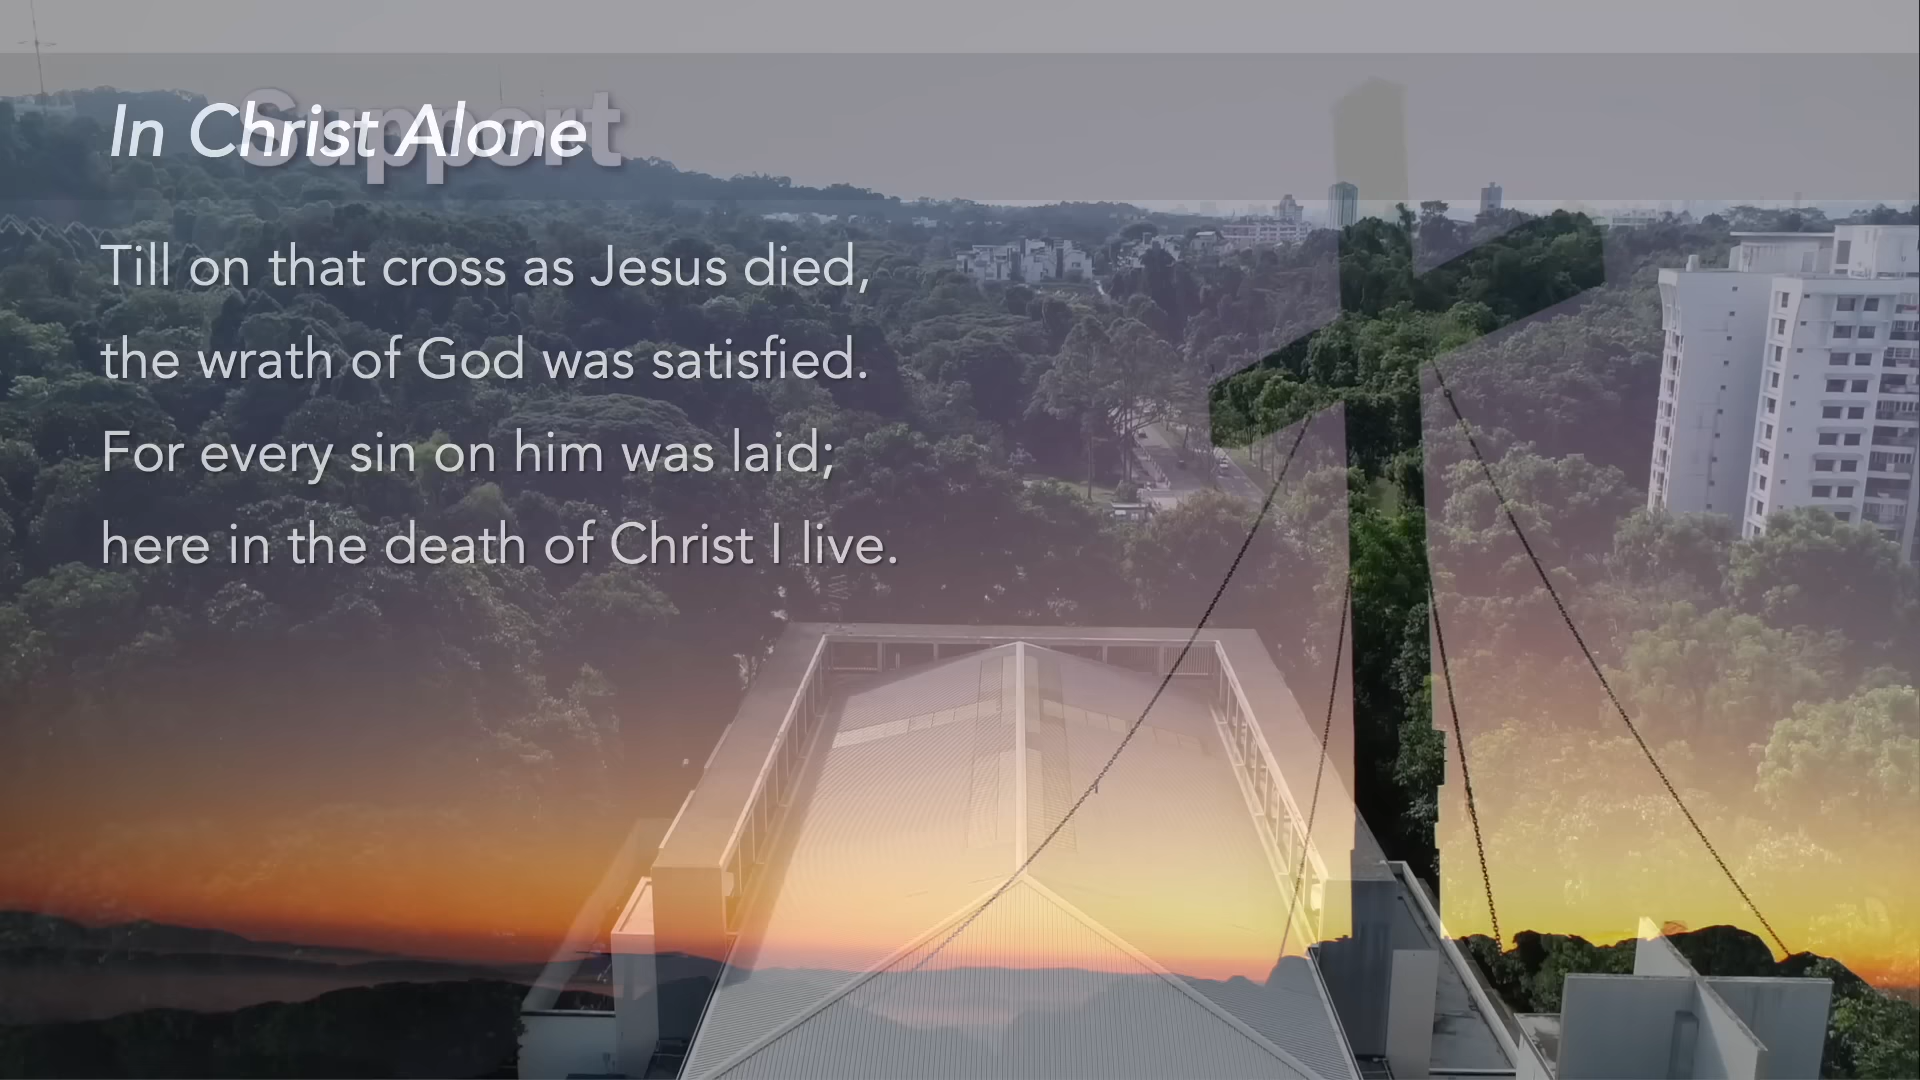 In Christ Alone
Support
Till on that cross as Jesus died,
the wrath of God was satisfied.
For every sin on him was laid;
here in the death of Christ I live.